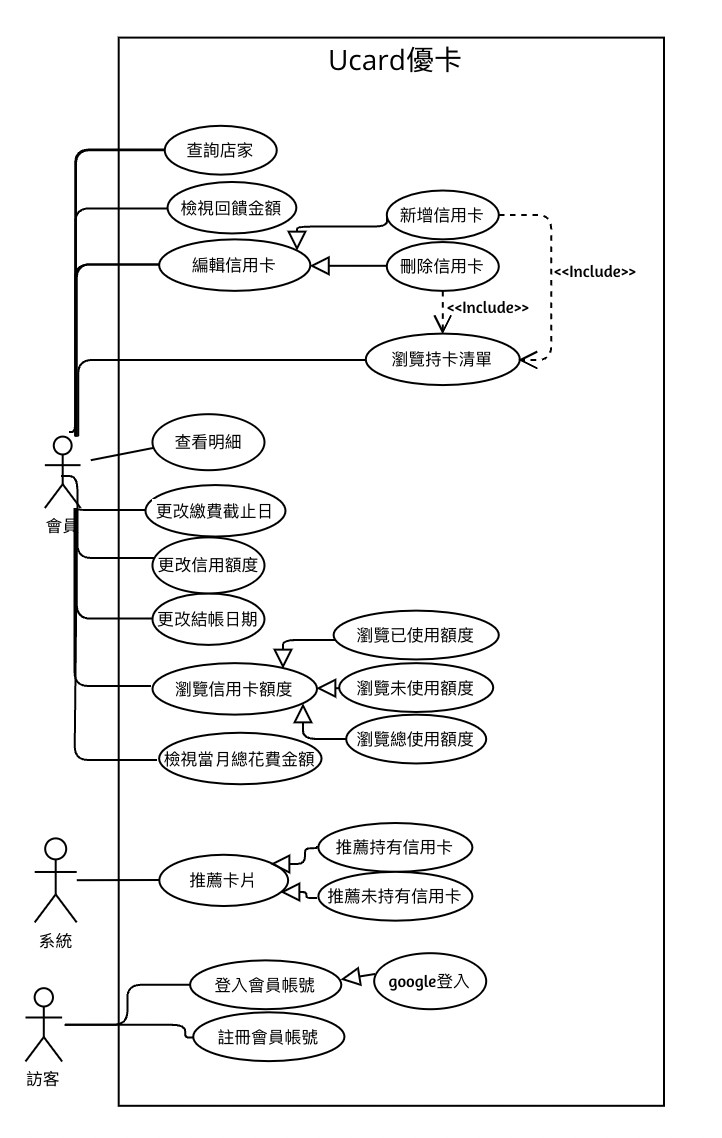 Ucard優卡
查詢店家
檢視回饋金額
新增信用卡
編輯信用卡
刪除信用卡
<<Include>>
<<Include>>
瀏覽持卡清單
查看明細
會員
更改繳費截止日
更改信用額度
更改結帳日期
瀏覽已使用額度
瀏覽信用卡額度
瀏覽未使用額度
瀏覽總使用額度
檢視當月總花費金額
推薦持有信用卡
推薦卡片
推薦未持有信用卡
系統
登入會員帳號
google登入
註冊會員帳號
訪客